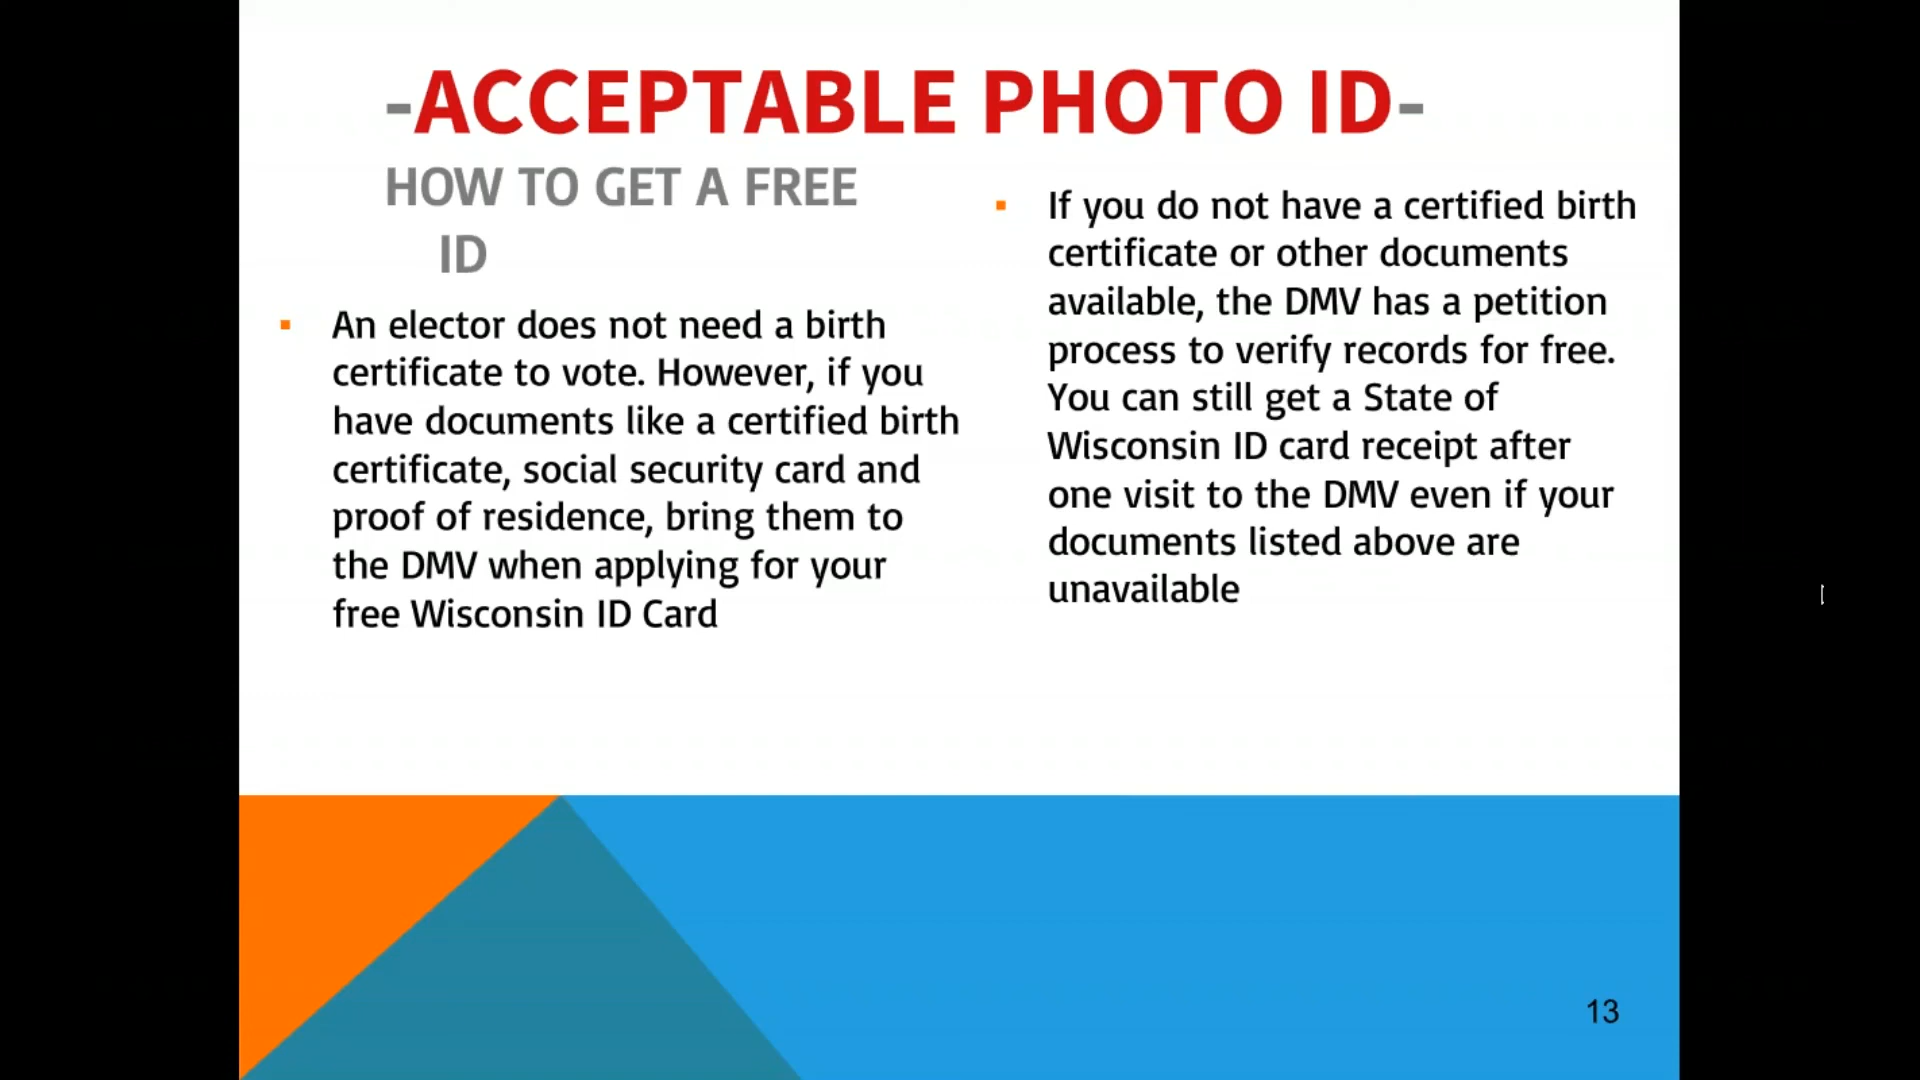 -ACCEPTABLE PHOTO ID-
HOW TO GET A FREE
ID
▪ An elector does not need a birth
certificate to vote. However, if you
have documents like a certified birth
certificate, social security card and
proof of residence, bring them to
the DMV when applying for your
free Wisconsin ID Card
▪ If you do not have a certified birth
certificate or other documents
available, the DMV has a petition
process to verify records for free.
You can still get a State of
Wisconsin ID card receipt after
one visit to the DMV even if your
documents listed above are
unavailable
13